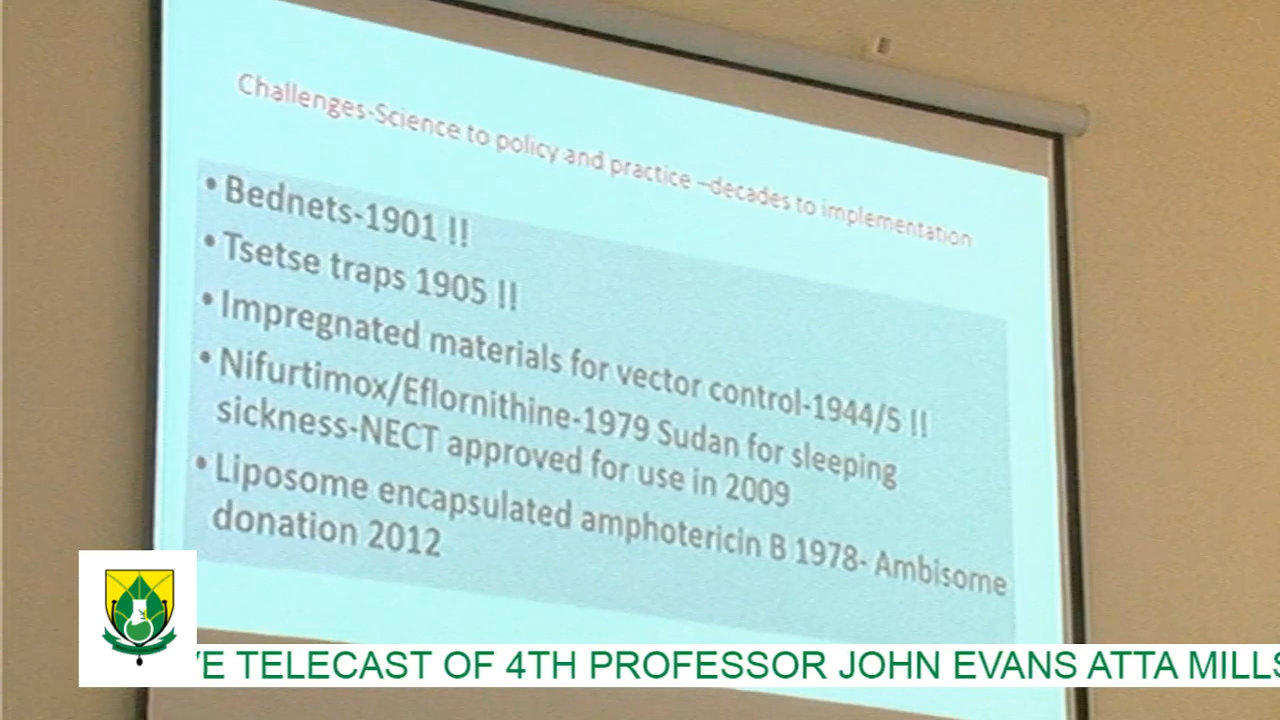 Challenges-Science to policy and practice –decades to implementation
• Bednets-1901 !!
• Tsetse traps 1905 !!
• Impregnated materials for vector control-1944/5 !!
• Nifurtimox/Eflornithine-1979 Sudan for sleeping
sickness-NECT approved for use in 2009
• Liposome encapsulated amphotericin B 1978- Ambisome
donation 2012
TELECAST OF 4TH PROFESSOR JOHN EVANS ATTA MILLS